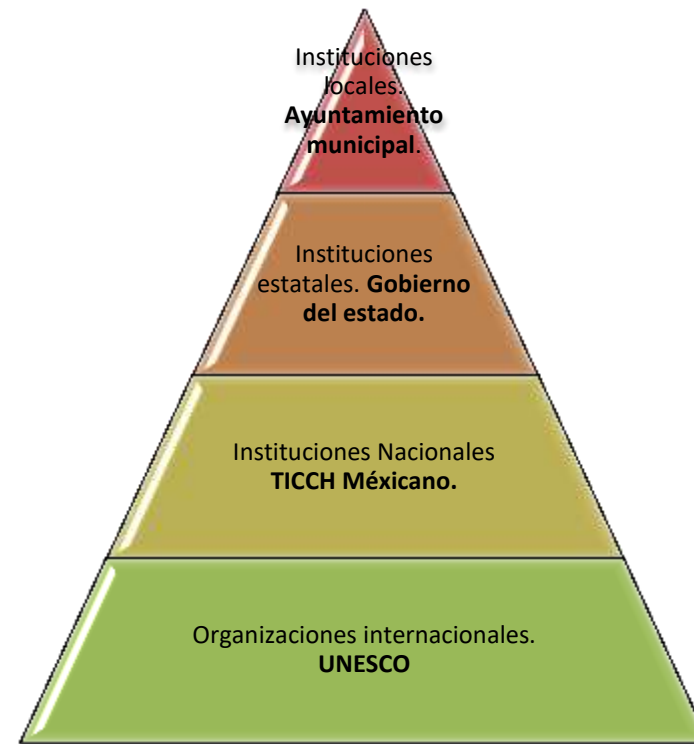 Instituciones
locales.
Ayuntamiento
municipal.
Instituciones
estatales. Gobierno
del estado.
Instituciones Nacionales
TICCH Méxicano.
Organizaciones internacionales.
UNESCO